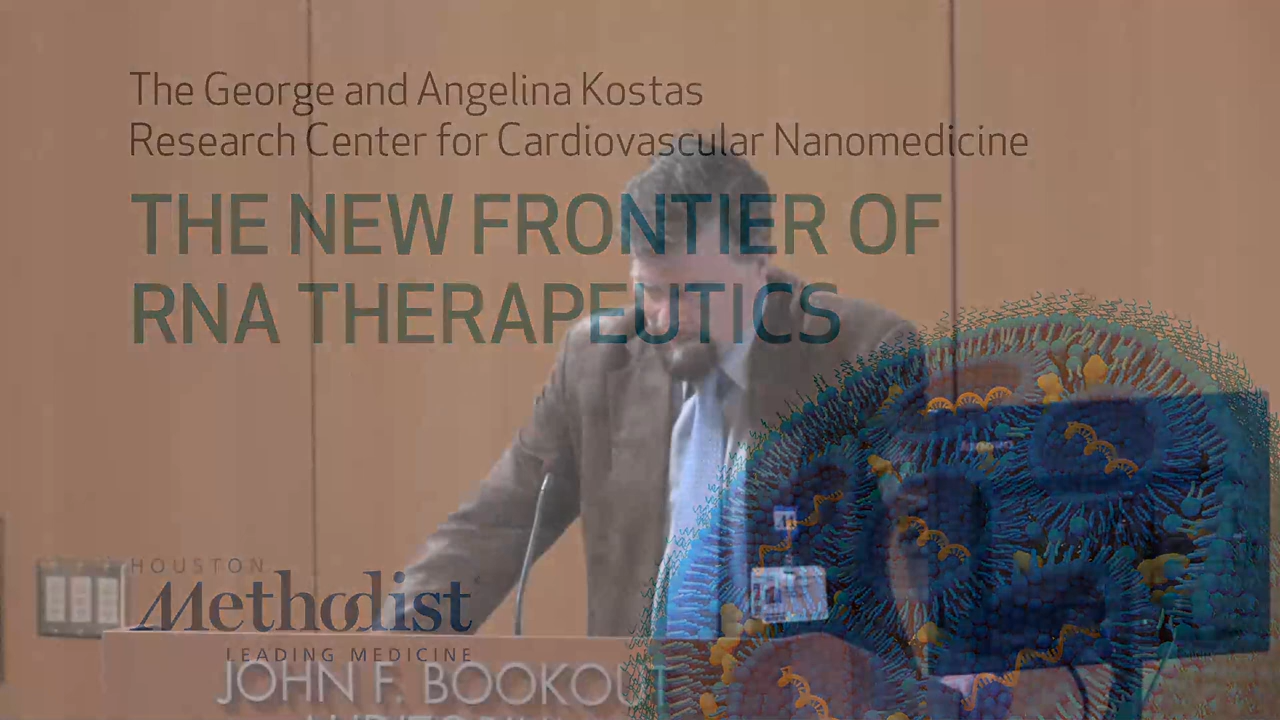 The George and Angelina Kostas
Research Center for Cardiovascular Nanomedicine
THE NEW FRONTIER OF
RNA THERAPEUTICS
HOUSTON
Methodist
LEADING MEDICINE
JOHN F. BOOKOUT
AUDITORIUM